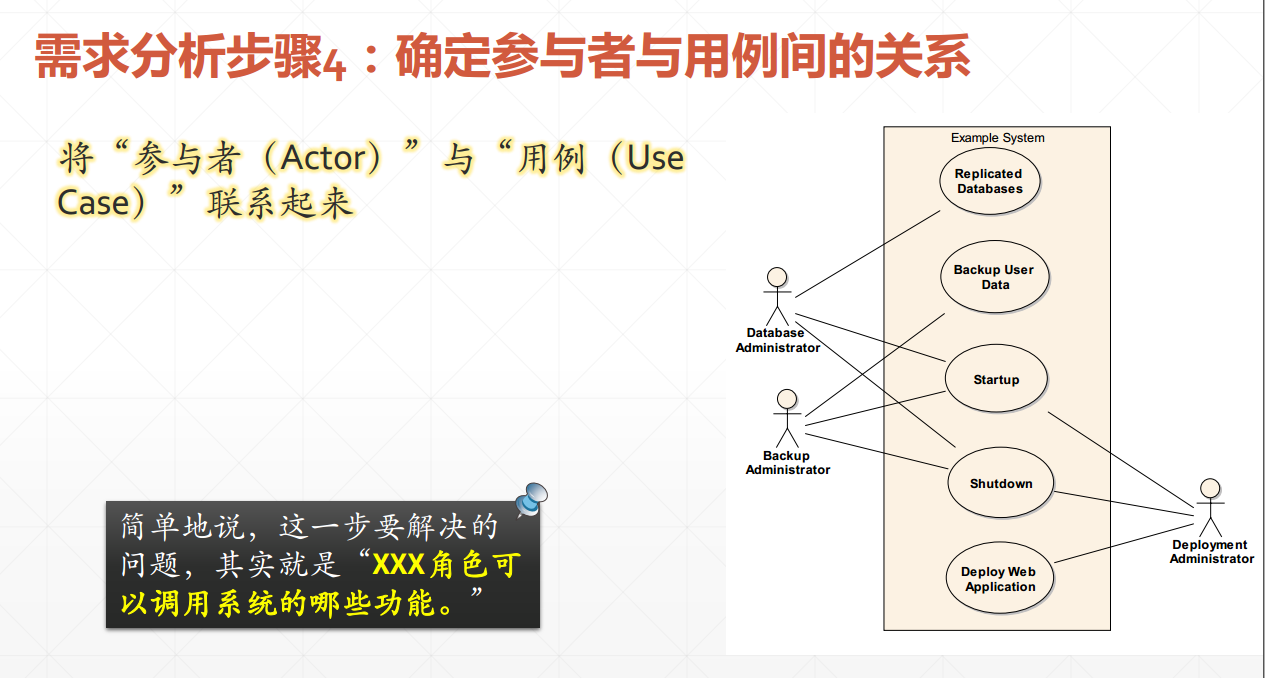 需求分析步骤4：确定参与者与用例间的关系
将“参与者（Actor）”与“用例（Use
Case）”联系起来
简单地说，这一步要解决的
问题，其实就是“XXX角色可
以调用系统的哪些功能。”
Example System
Replicated
Databases
Backup User
Data
Database
Administrator
Startup
Backup
Administrator
Shutdown
Deployment
Administrator
Deploy Web
Application